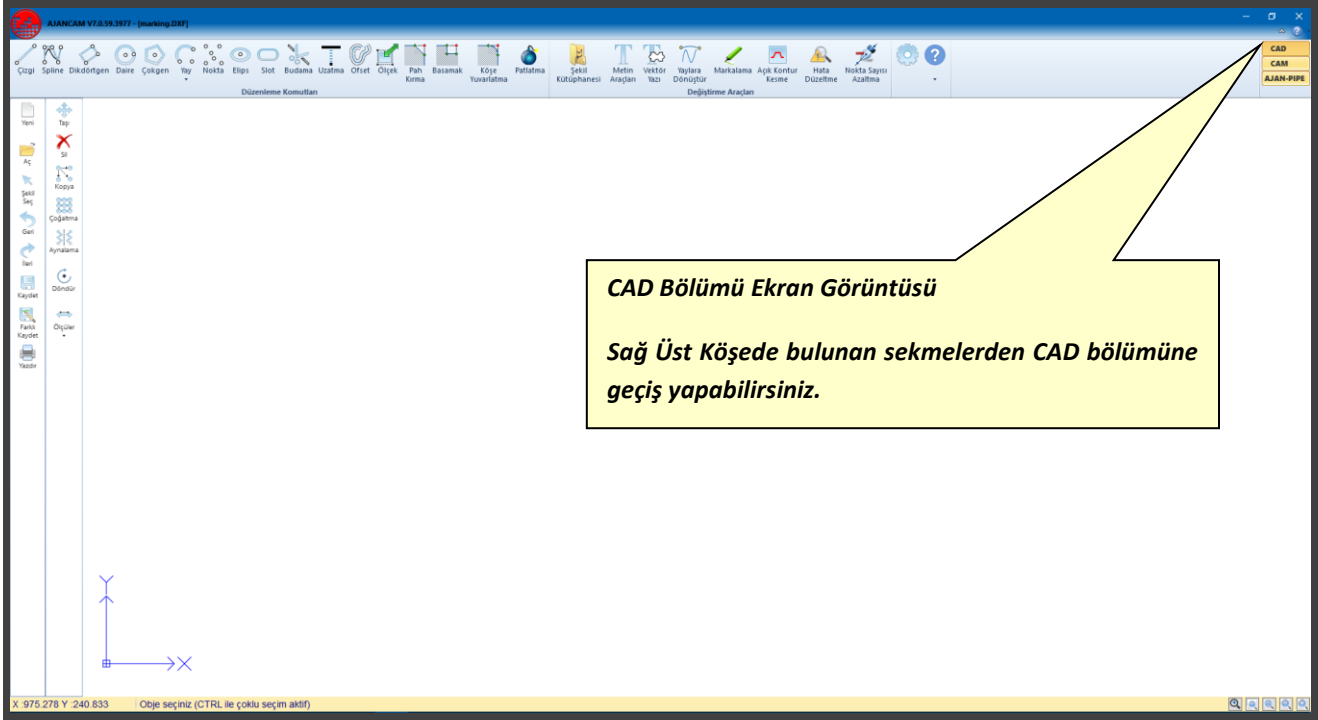 AJANCAM V7.0.59.3977 - [marking.DXF]
CAD
CAM
AJAN-PIPE
Çizgi Spline Dikdörtgen Daire Çokgen Yay Nokta Elips Slot Budama Uzatma Ofset Ölçek Pah Kırma Basamak Köşe Yuvarlatma Patlatma
Düzenleme Komutları
Şekil Kütüphanesi Metin Araçları Vektör Yazı Yaylara Dönüştür Markalama Açık Kontur Kesme Hata Düzeltme Nokta Sayısı Azaltma
Değiştirme Araçları
Yeni
Aç
Şekil
Seç
Geri
İleri
Kaydet
Farklı
Kaydet
Yazdır
Taşı
Sil
Kopya
Çoğaltma
Aynalama
Döndür
Ölçüler
CAD Bölümü Ekran Görüntüsü
Sağ Üst Köşede bulunan sekmelerden CAD bölümüne
geçiş yapabilirsiniz.
Y
X
X :975.278 Y :240.833 Obje seçiniz (CTRL ile çoklu seçim aktif)